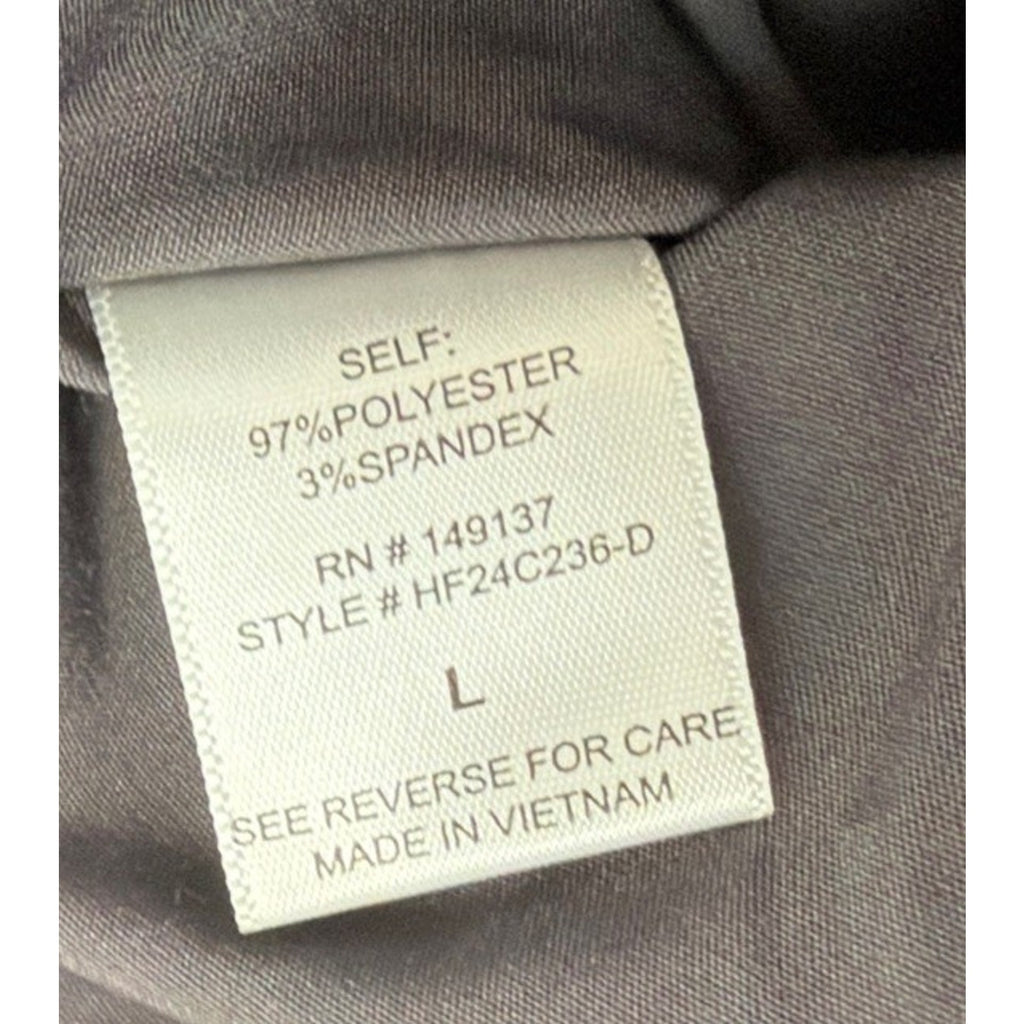 SELF:
97%POLYESTER
3%SPANDEX
RN # 149137
STYLE # HF24C236-D
L
SEE REVERSE FOR CARE
MADE IN VIETNAM